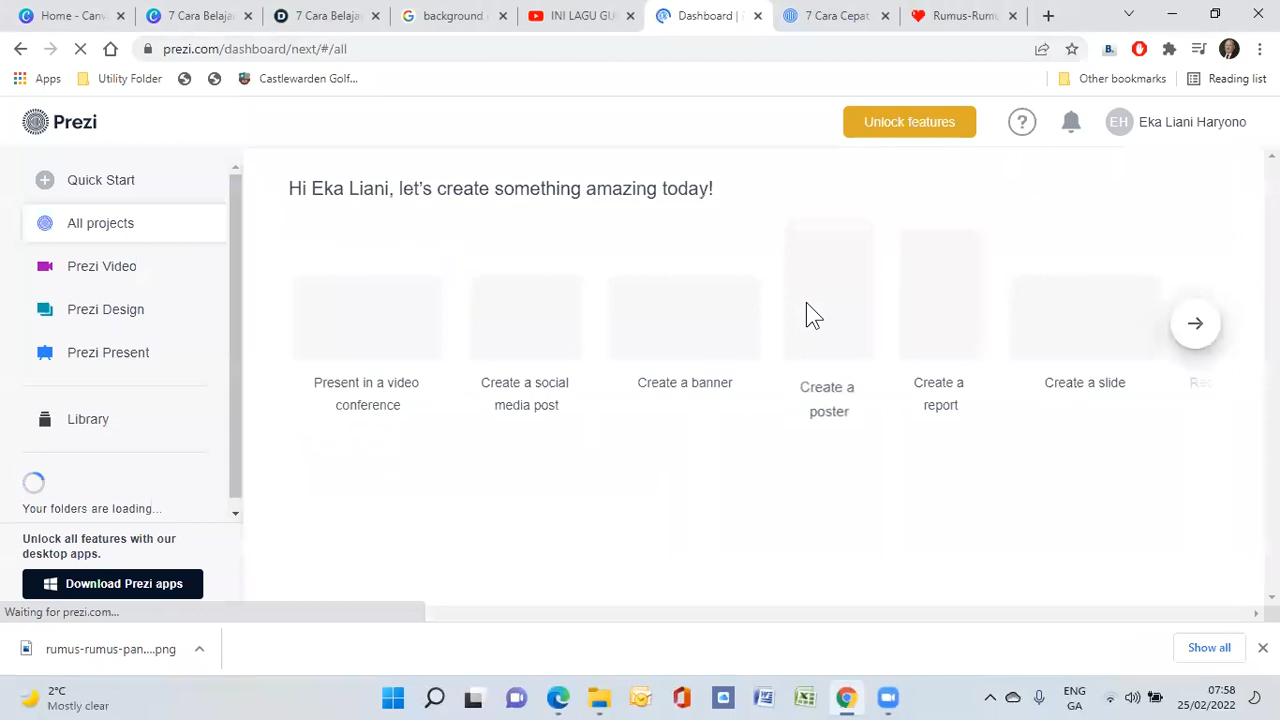 Home - Canv
7 Cara Belajar
7 Cara Belajar
background
INI LAGU GU
Dashboard |
7 Cara Cepat
Rumus-Rumu
prezi.com/dashboard/next/#/all
Apps
Utility Folder
Castlewarden Golf...
Other bookmarks
Reading list
Prezi
Unlock features
?
EH
Eka Liani Haryono
Quick Start
All projects
Prezi Video
Prezi Design
Prezi Present
Library
Your folders are loading...
Unlock all features with our
desktop apps.
Download Prezi apps
Hi Eka Liani, let's create something amazing today!
Present in a video
conference
Create a social
media post
Create a banner
Create a
poster
Create a
report
Create a slide
Rec
Waiting for prezi.com...
rumus-rumus-pan....png
Show all
2°C
Mostly clear
ENG
GA
07:58
25/02/2022